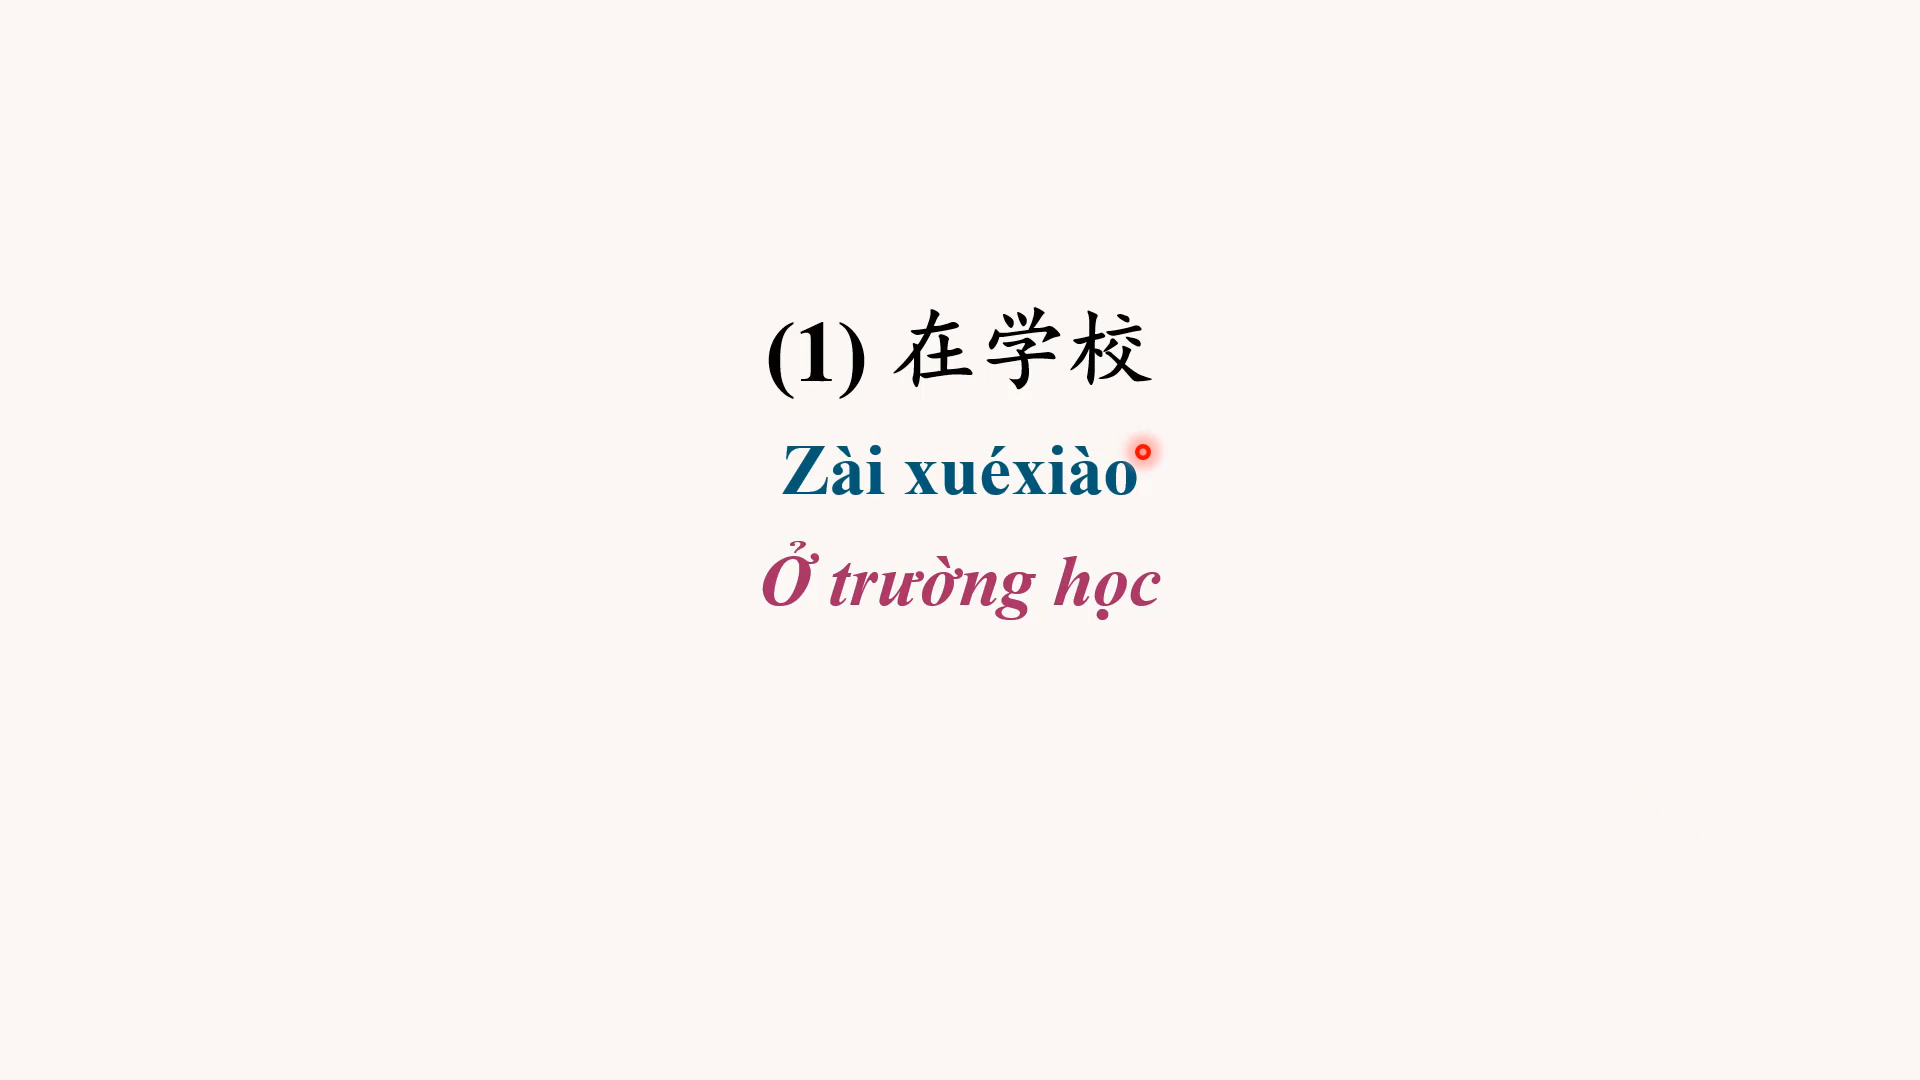 (1) 在学校
Zài xuéxiào
Ở trường học